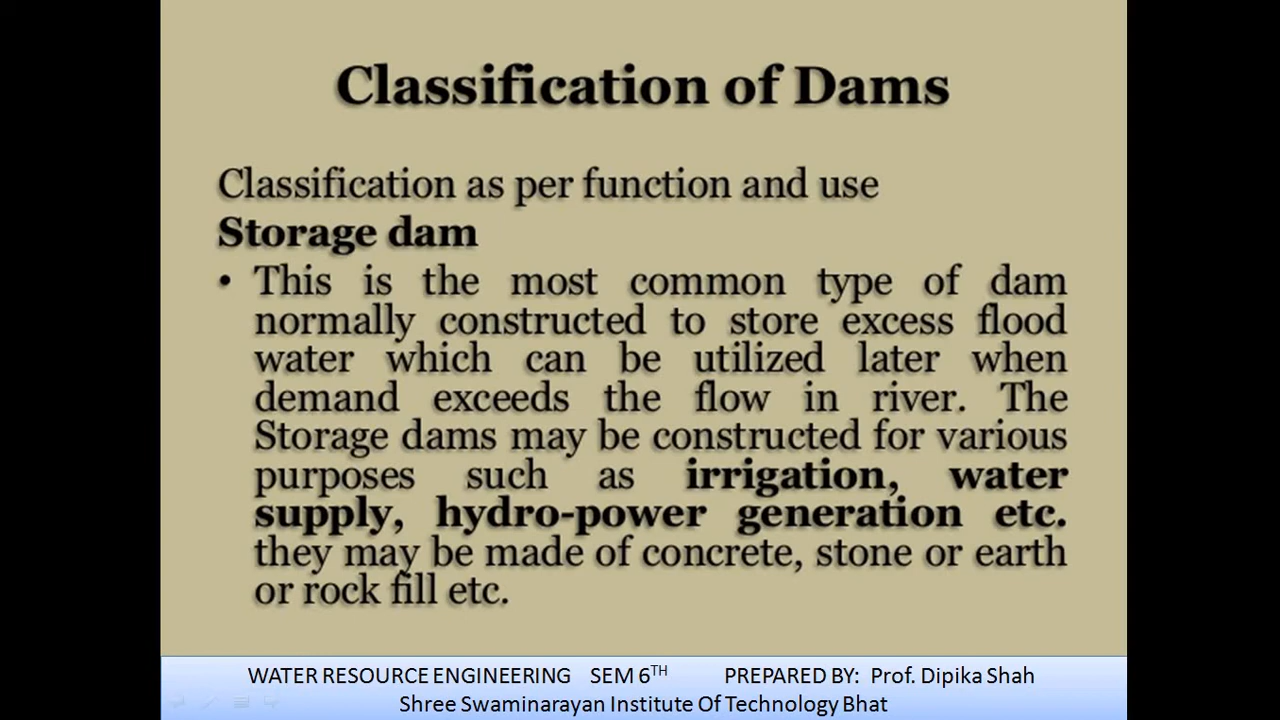 Classification of Dams
Classification as per function and use
Storage dam
• This is the most common type of dam
normally constructed to store excess flood
water which can be utilized later when
demand exceeds the flow in river. The
Storage dams may be constructed for various
purposes such as irrigation, water
supply, hydro-power generation etc.
they may be made of concrete, stone or earth
or rock fill etc.
WATER RESOURCE ENGINEERING SEM 6TH PREPARED BY: Prof. Dipika Shah
Shree Swaminarayan Institute Of Technology Bhat